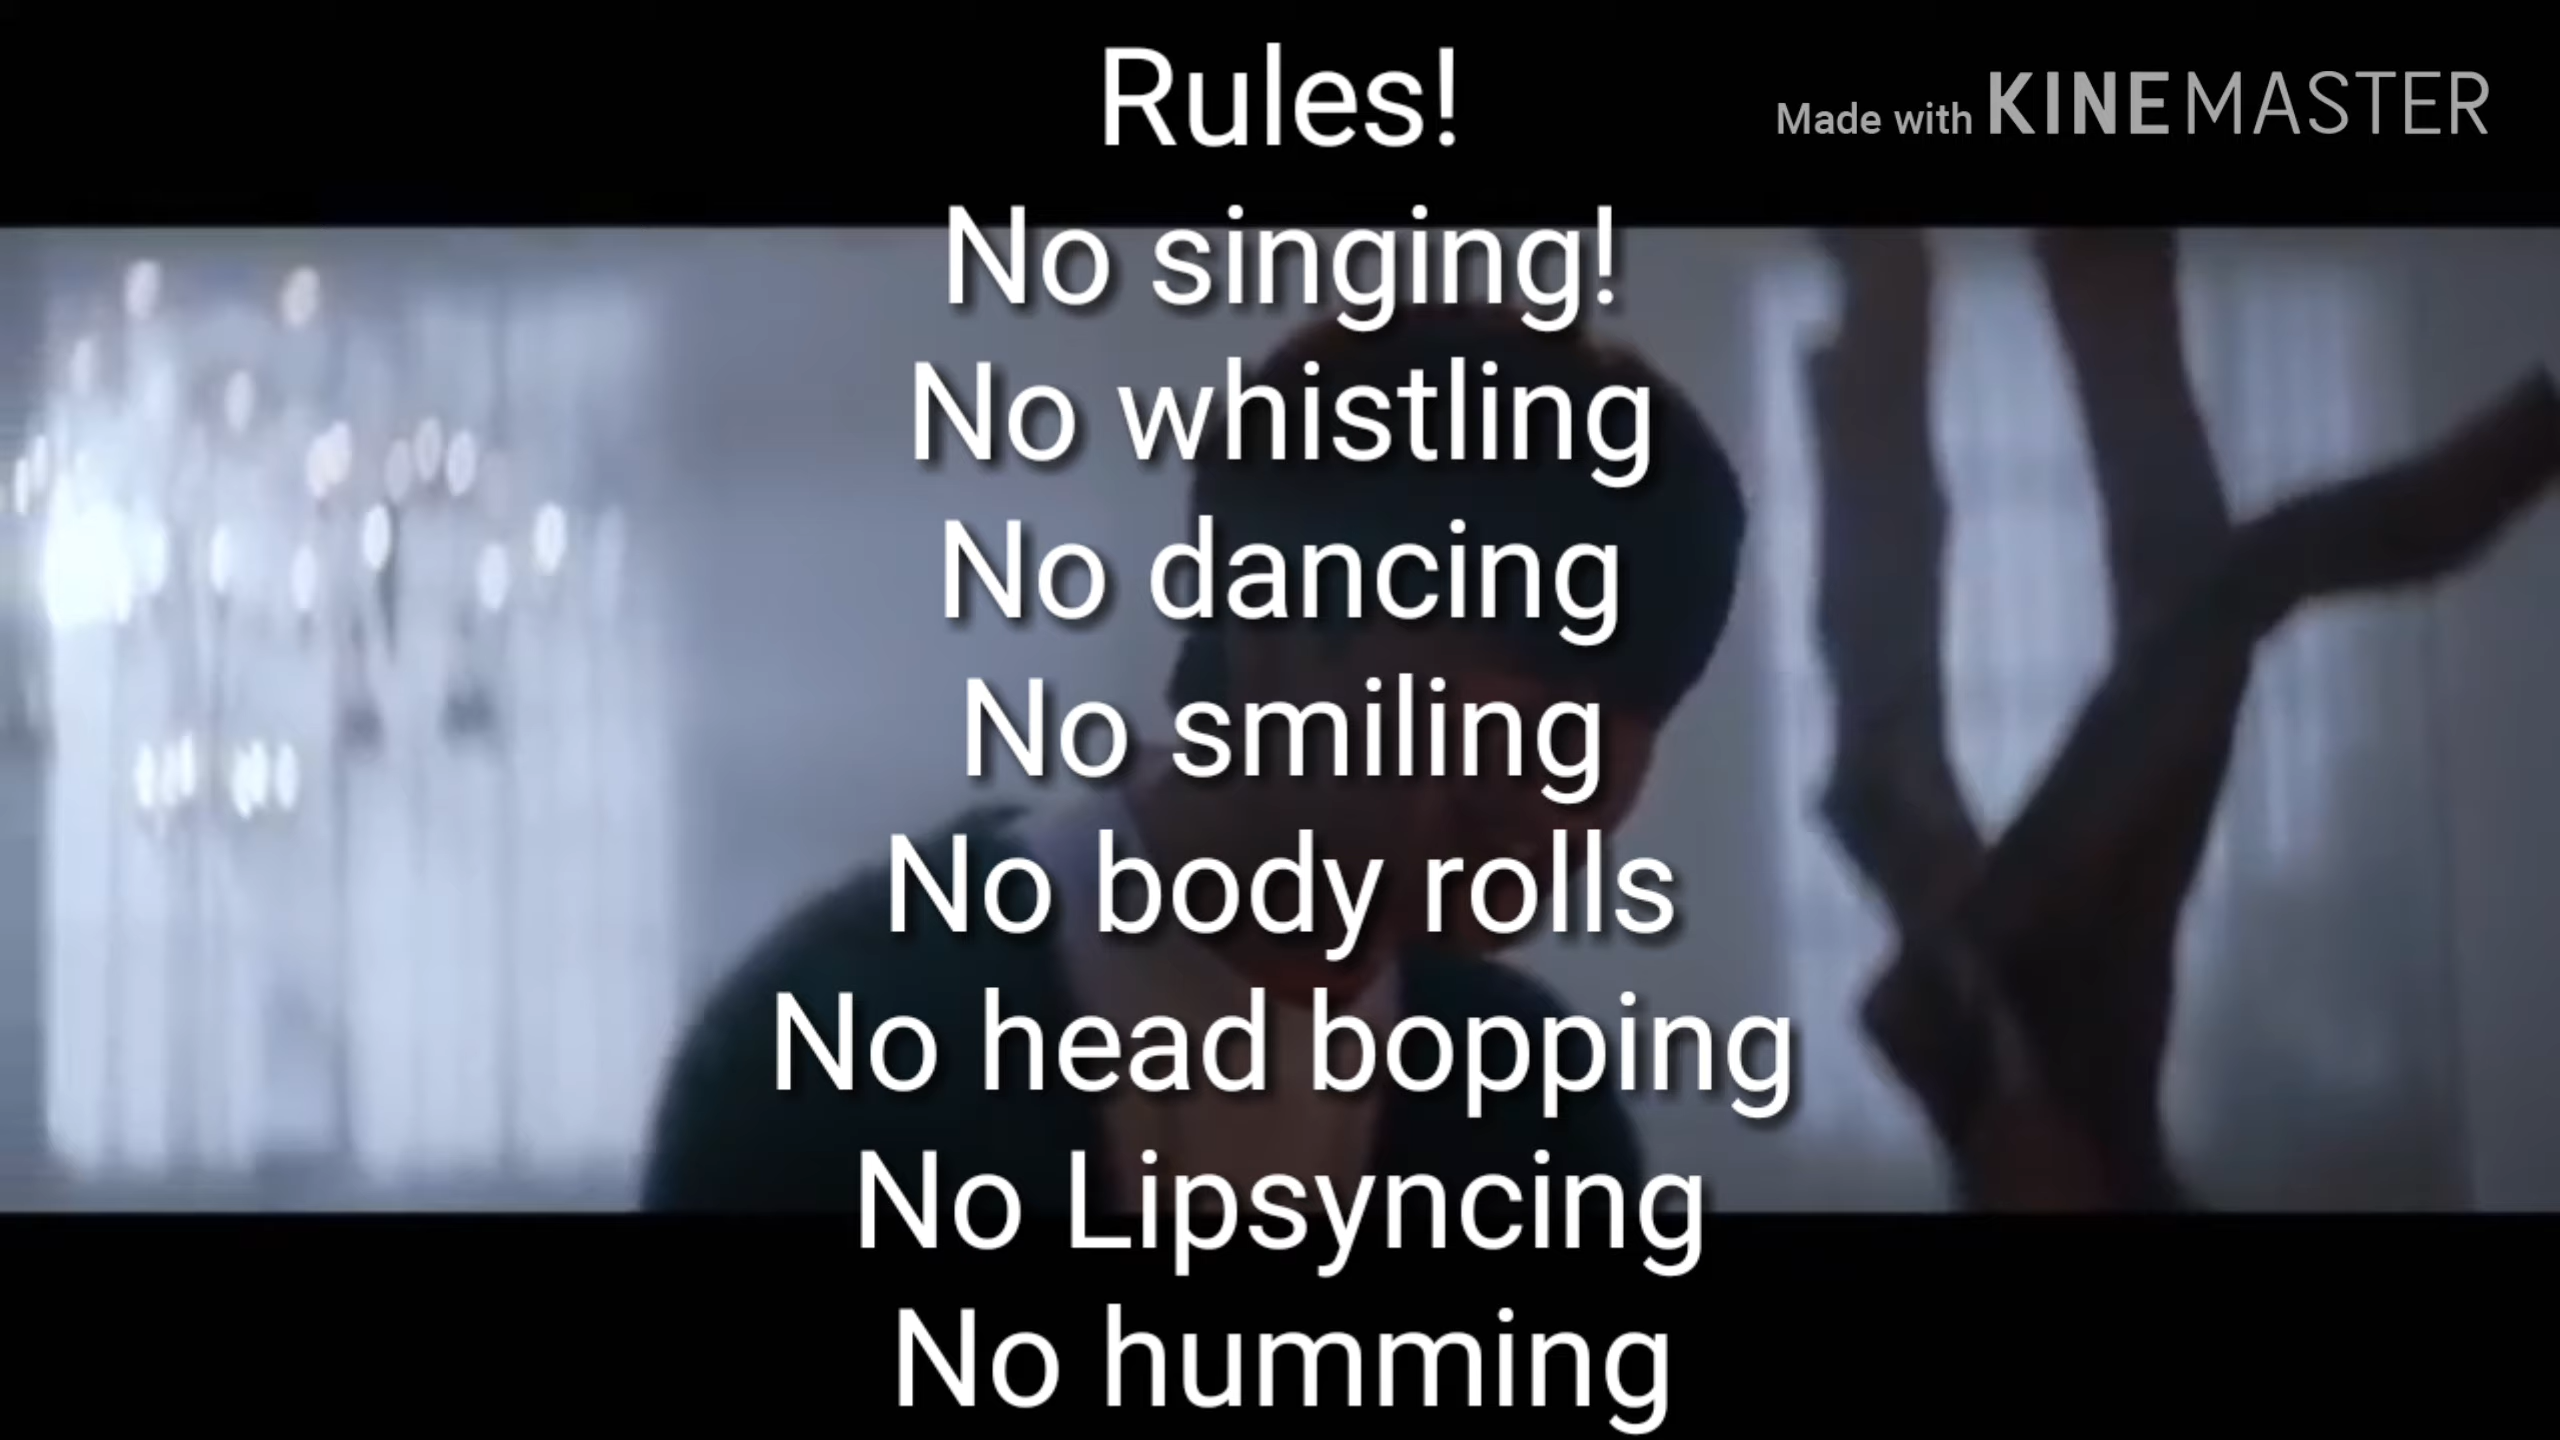 Rules!
Made with KINEMASTER
No singing!
No whistling
No dancing
No smiling
No body rolls
No head bopping
No Lipsyncing
No humming